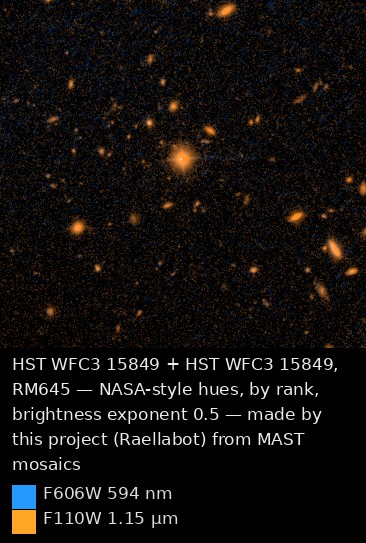 HST WFC3 15849 + HST WFC3 15849,
RM645 — NASA-style hues, by rank,
brightness exponent 0.5 — made by
this project (Raellabot) from MAST
mosaics
F606W 594 nm
F110W 1.15 µm